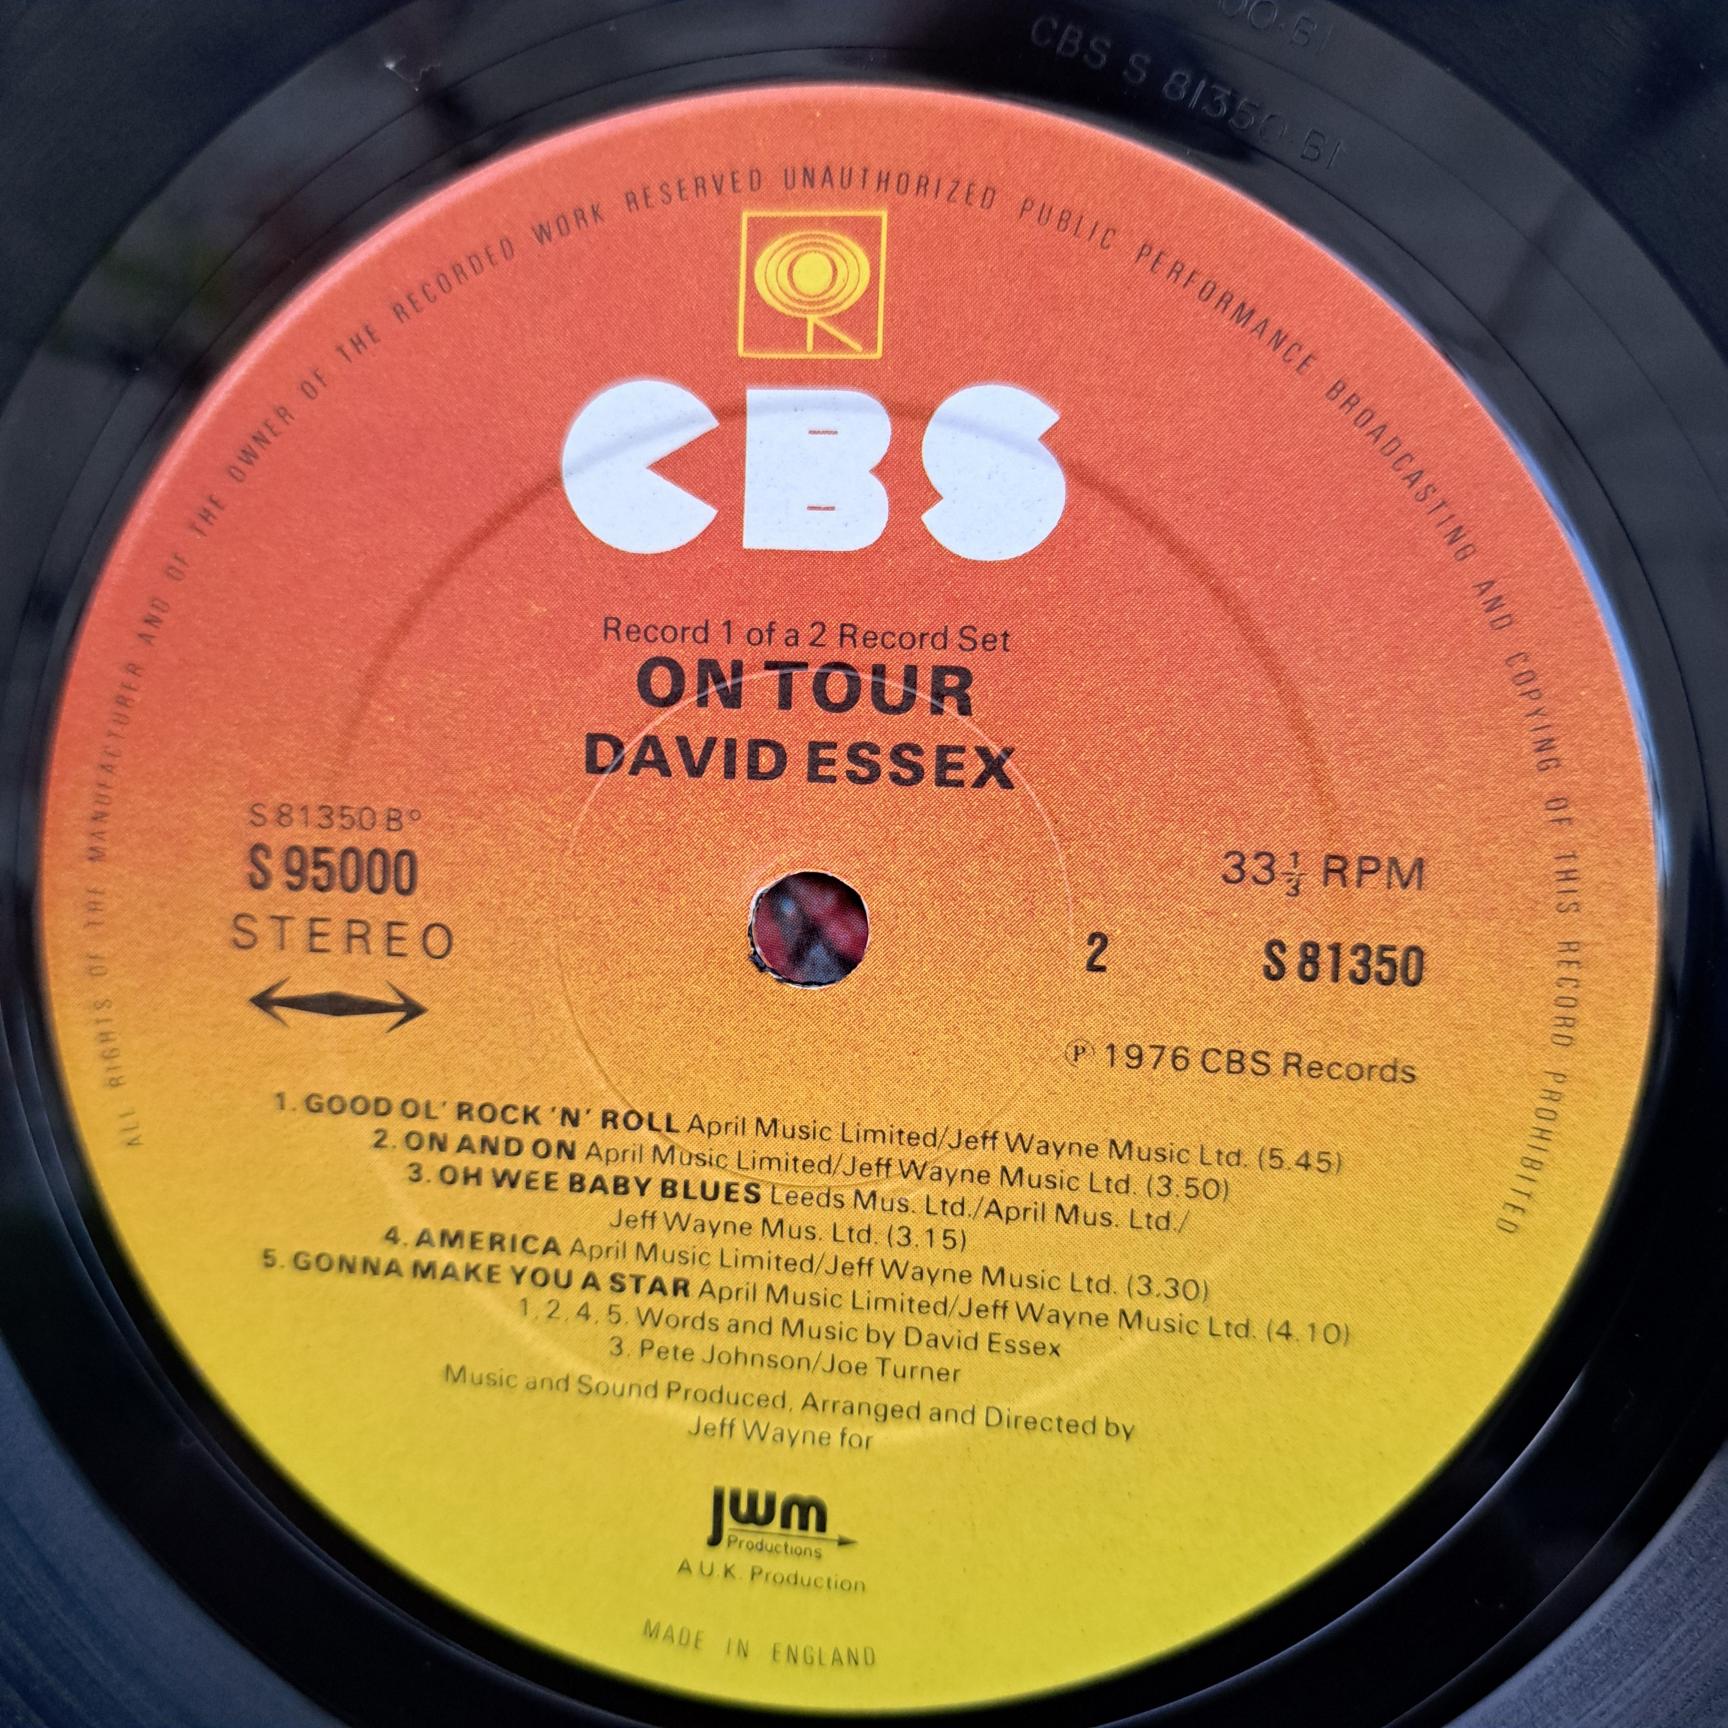 CBS S 81350-B1
ALL RIGHTS OF THE MANUFACTURER AND OF THE OWNER OF THE RECORDED WORK RESERVED UNAUTHORIZED PUBLIC PERFORMANCE BROADCASTING AND COPYING OF THIS RECORD PROHIBITED
CBS
Record 1 of a 2 Record Set
ON TOUR
DAVID ESSEX
S 81350 B°
S 95000
STEREO
33⅓ RPM
2 S 81350
℗ 1976 CBS Records
1. GOOD OL' ROCK 'N' ROLL April Music Limited/Jeff Wayne Music Ltd. (5.45)
2. ON AND ON April Music Limited/Jeff Wayne Music Ltd. (3.50)
3. OH WEE BABY BLUES Leeds Mus. Ltd./April Mus. Ltd./
Jeff Wayne Mus. Ltd. (3.15)
4. AMERICA April Music Limited/Jeff Wayne Music Ltd. (3.30)
5. GONNA MAKE YOU A STAR April Music Limited/Jeff Wayne Music Ltd. (4.10)
1, 2, 4, 5. Words and Music by David Essex
3. Pete Johnson/Joe Turner
Music and Sound Produced, Arranged and Directed by
Jeff Wayne for
jwm
Productions
A U.K. Production
MADE IN ENGLAND